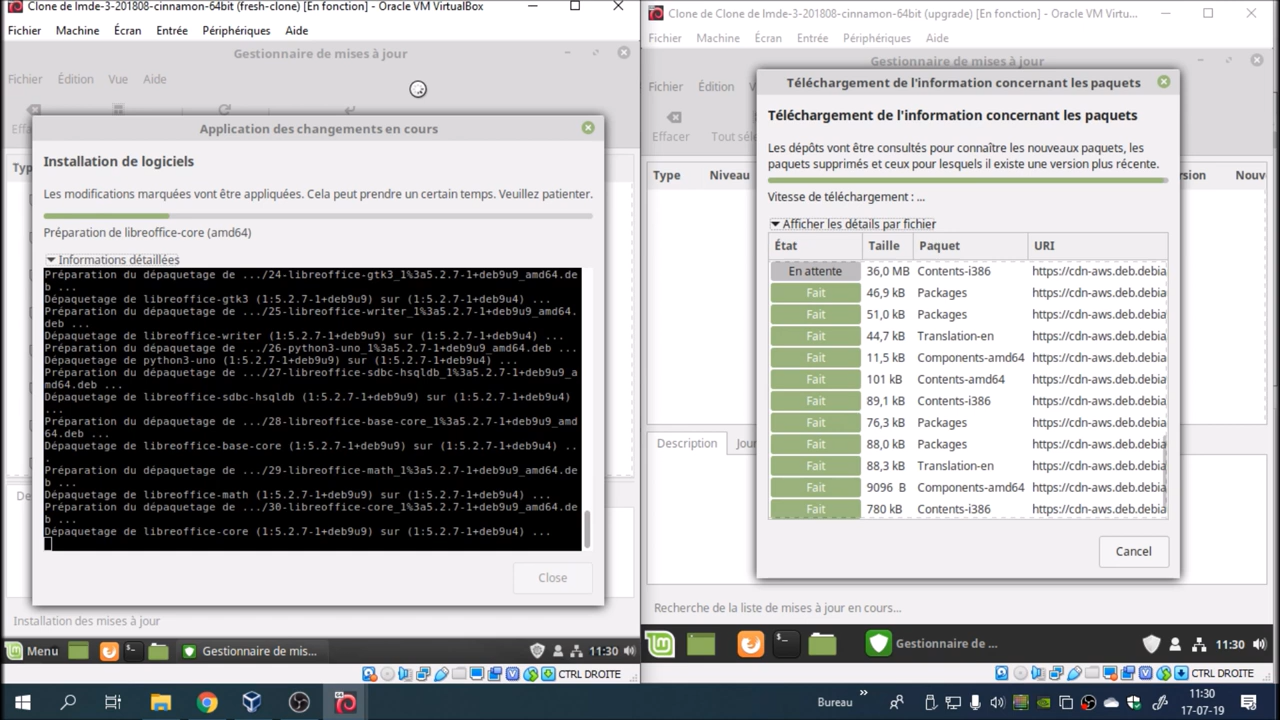 Clone de lmde-3-201808-cinnamon-64bit (fresh-clone) [En fonction] - Oracle VM VirtualBox
Fichier Machine Écran Entrée Périphériques Aide
Gestionnaire de mises à jour
Fichier Édition Vue Aide
Effa
Application des changements en cours
Typ
Installation de logiciels
Les modifications marquées vont être appliquées. Cela peut prendre un certain temps. Veuillez patienter.
Préparation de libreoffice-core (amd64)
Informations détaillées
Préparation du dépaquetage de .../24-libreoffice-gtk3_1%3a5.2.7-1+deb9u9_amd64.de
b ...
Dépaquetage de libreoffice-gtk3 (1:5.2.7-1+deb9u9) sur (1:5.2.7-1+deb9u4) ...
Préparation du dépaquetage de .../25-libreoffice-writer_1%3a5.2.7-1+deb9u9_amd64.
deb ...
Dépaquetage de libreoffice-writer (1:5.2.7-1+deb9u9) sur (1:5.2.7-1+deb9u4) ...
Préparation du dépaquetage de .../26-python3-uno_1%3a5.2.7-1+deb9u9_amd64.deb ...
Dépaquetage de python3-uno (1:5.2.7-1+deb9u9) sur (1:5.2.7-1+deb9u4) ...
Préparation du dépaquetage de .../27-libreoffice-sdbc-hsqldb_1%3a5.2.7-1+deb9u9_a
md64.deb ...
Dépaquetage de libreoffice-sdbc-hsqldb (1:5.2.7-1+deb9u9) sur (1:5.2.7-1+deb9u4)
...
Préparation du dépaquetage de .../28-libreoffice-base-core_1%3a5.2.7-1+deb9u9_amd
64.deb ...
Dépaquetage de libreoffice-base-core (1:5.2.7-1+deb9u9) sur (1:5.2.7-1+deb9u4) ..
.
Préparation du dépaquetage de .../29-libreoffice-math_1%3a5.2.7-1+deb9u9_amd64.de
b ...
Dépaquetage de libreoffice-math (1:5.2.7-1+deb9u9) sur (1:5.2.7-1+deb9u4) ...
Préparation du dépaquetage de .../30-libreoffice-core_1%3a5.2.7-1+deb9u9_amd64.de
b ...
Dépaquetage de libreoffice-core (1:5.2.7-1+deb9u9) sur (1:5.2.7-1+deb9u4) ...
De
Close
Installation des mises à jour
Menu Gestionnaire de mis... 11:30
CTRL DROITE
Clone de Clone de lmde-3-201808-cinnamon-64bit (upgrade) [En fonction] - Oracle VM Virtu...
Fichier Machine Écran Entrée Périphériques Aide
Gestionnaire de mises à jour
Fichier Édition V
Effacer Tout séle
Type Niveau rsion Nouv
Téléchargement de l'information concernant les paquets
Téléchargement de l'information concernant les paquets
Les dépôts vont être consultés pour connaître les nouveaux paquets, les
paquets supprimés et ceux pour lesquels il existe une version plus récente.
Vitesse de téléchargement : ...
Afficher les détails par fichier
État Taille Paquet URI
En attente 36,0 MB Contents-i386 https://cdn-aws.deb.debia
Fait 46,9 kB Packages https://cdn-aws.deb.debia
Fait 51,0 kB Packages https://cdn-aws.deb.debia
Fait 44,7 kB Translation-en https://cdn-aws.deb.debia
Fait 11,5 kB Components-amd64 https://cdn-aws.deb.debia
Fait 101 kB Contents-amd64 https://cdn-aws.deb.debia
Fait 89,1 kB Contents-i386 https://cdn-aws.deb.debia
Fait 76,3 kB Packages https://cdn-aws.deb.debia
Fait 88,0 kB Packages https://cdn-aws.deb.debia
Fait 88,3 kB Translation-en https://cdn-aws.deb.debia
Fait 9096 B Components-amd64 https://cdn-aws.deb.debia
Fait 780 kB Contents-i386 https://cdn-aws.deb.debia
Description Jour
Cancel
Recherche de la liste de mises à jour en cours...
Gestionnaire de ... 11:30
CTRL DROITE
Bureau » 11:30
17-07-19